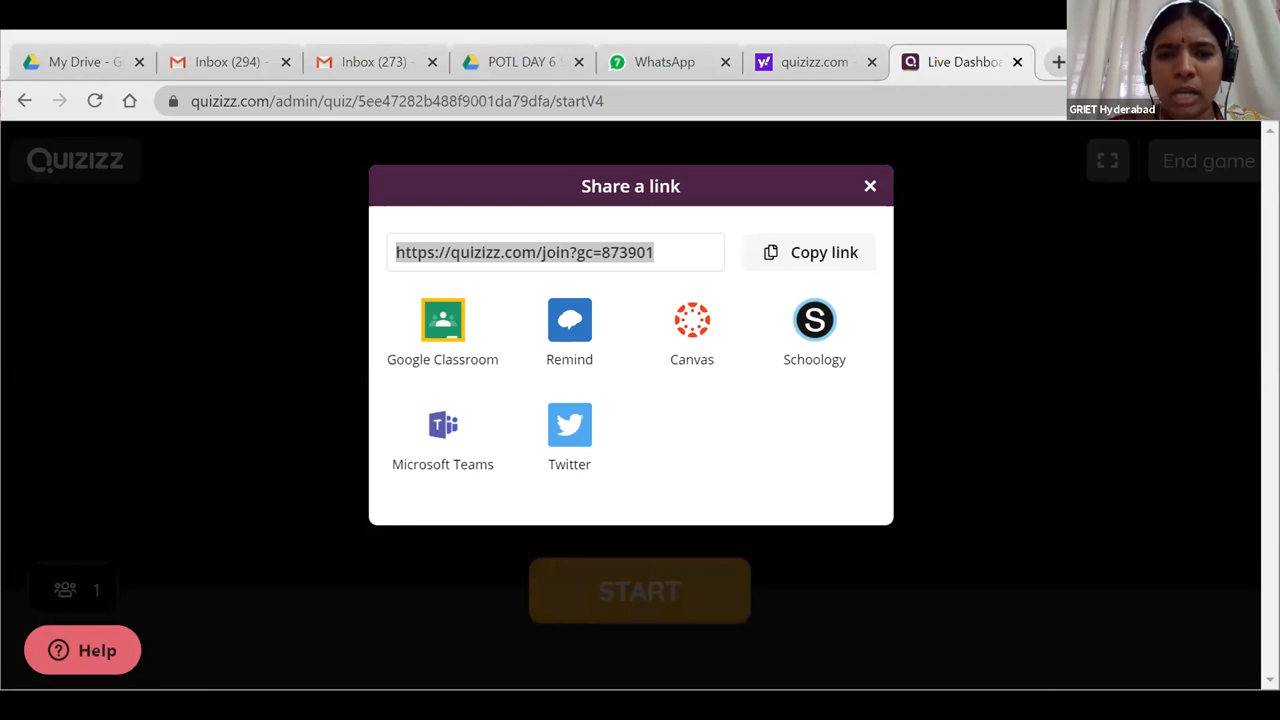 My Drive - G
Inbox (294) -
Inbox (273) -
POTL DAY 6
WhatsApp
quizizz.com
Live Dashboa
quizizz.com/admin/quiz/5ee47282b488f9001da79dfa/startV4
GRIET Hyderabad
Quizizz
End game
Share a link
https://quizizz.com/join?gc=873901
Copy link
Google Classroom
Remind
Canvas
Schoology
Microsoft Teams
Twitter
START
1
Help